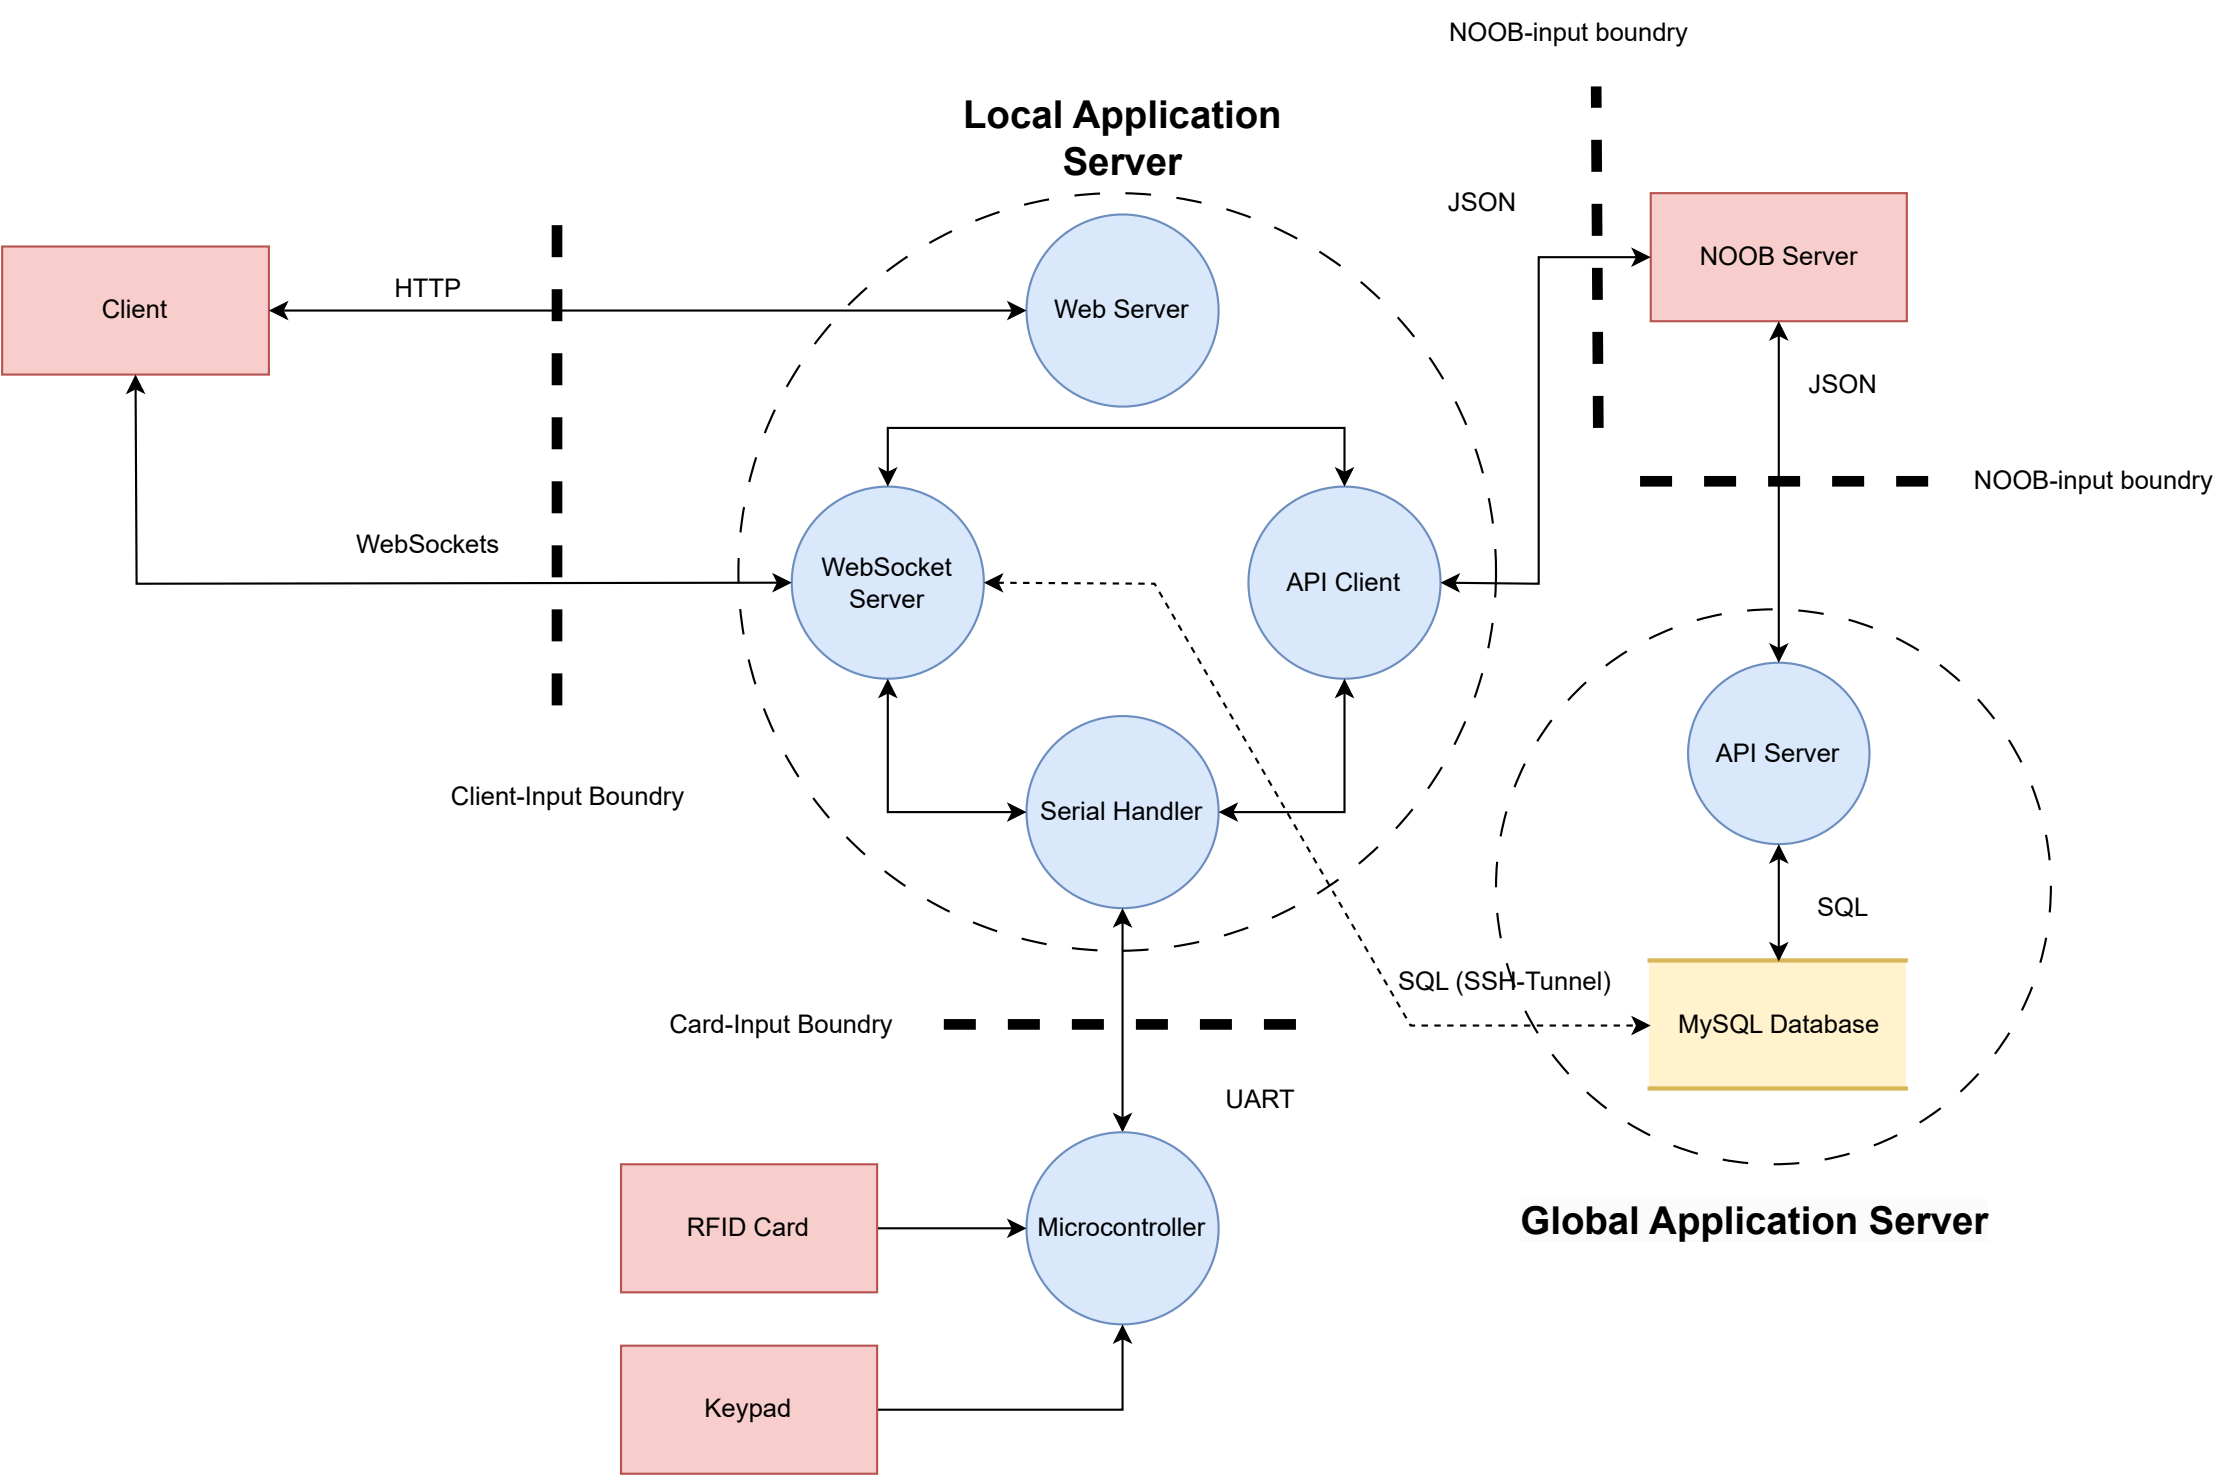 NOOB-input boundry
Local Application
Server
JSON
Client
HTTP
Web Server
NOOB Server
JSON
NOOB-input boundry
WebSockets
WebSocket
Server
API Client
API Server
Client-Input Boundry
Serial Handler
SQL
SQL (SSH-Tunnel)
Card-Input Boundry
MySQL Database
UART
RFID Card
Microcontroller
Global Application Server
Keypad